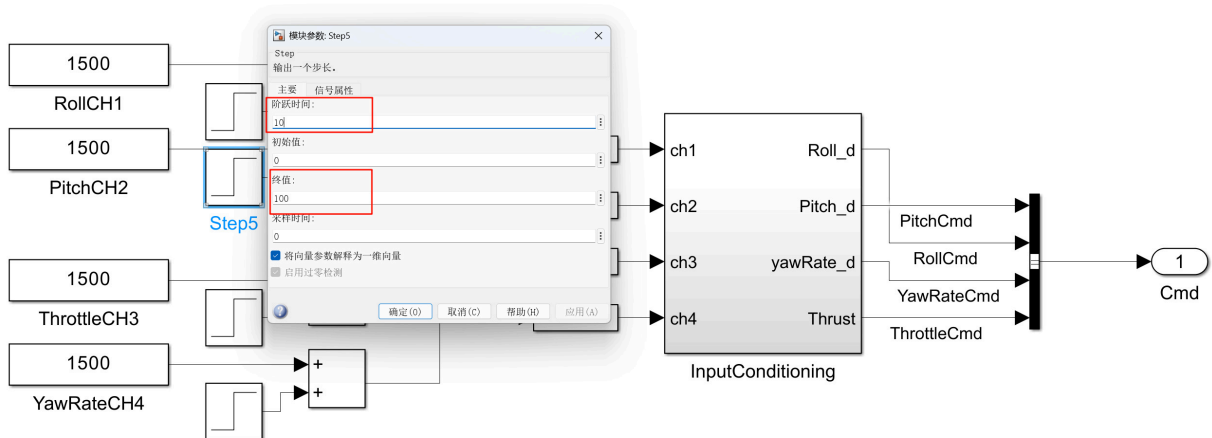 模块参数: Step5
Step
输出一个步长。
主要
信号属性
阶跃时间:
10
初始值:
0
终值:
100
采样时间:
0
将向量参数解释为一维向量
启用过零检测
确定(O)
取消(C)
帮助(H)
应用(A)
1500
RollCH1
1500
PitchCH2
Step5
1500
ThrottleCH3
1500
YawRateCH4
+
+
ch1
ch2
ch3
ch4
Roll_d
Pitch_d
yawRate_d
Thrust
InputConditioning
PitchCmd
RollCmd
YawRateCmd
ThrottleCmd
1
Cmd